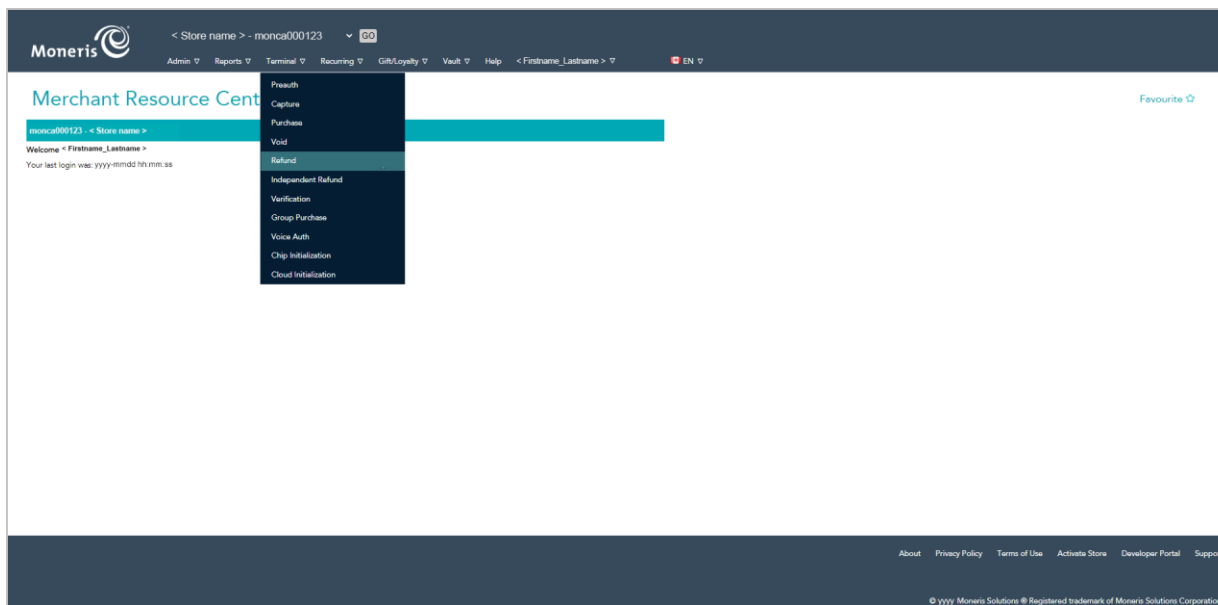 Moneris
< Store name > - monca000123 GO
Admin Reports Terminal Recurring Gift/Loyalty Vault Help < Firstname_Lastname > EN
Preauth
Capture
Purchase
Void
Refund
Independent Refund
Verification
Group Purchase
Voice Auth
Chip Initialization
Cloud Initialization
Merchant Resource Cent
Favourite
monca000123 - < Store name >
Welcome < Firstname_Lastname >
Your last login was: yyyy-mmdd hh:mm:ss
About Privacy Policy Terms of Use Activate Store Developer Portal Suppo
© yyyy Moneris Solutions ® Registered trademark of Moneris Solutions Corporatio